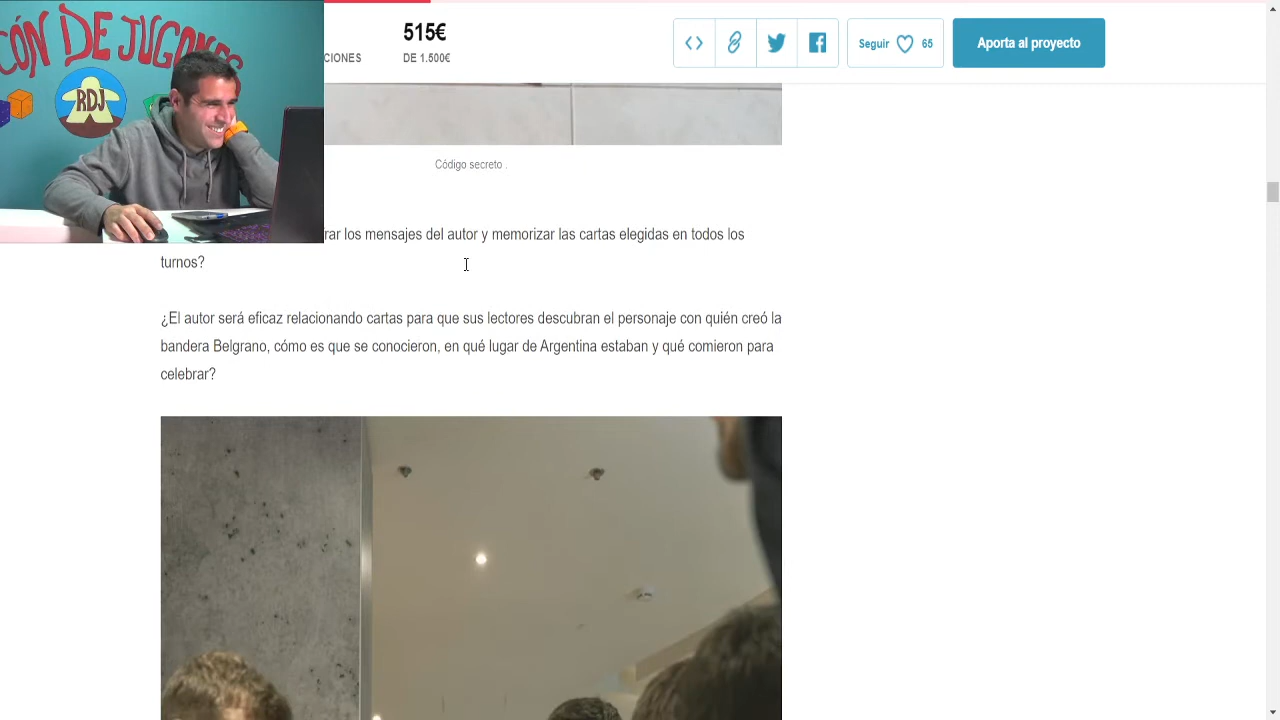 CÓN DE JUGONES
RDJ
515€
CIONES
DE 1.500€
Seguir
65
Aporta al proyecto
Código secreto .
rar los mensajes del autor y memorizar las cartas elegidas en todos los
turnos?
¿El autor será eficaz relacionando cartas para que sus lectores descubran el personaje con quién creó la
bandera Belgrano, cómo es que se conocieron, en qué lugar de Argentina estaban y qué comieron para
celebrar?